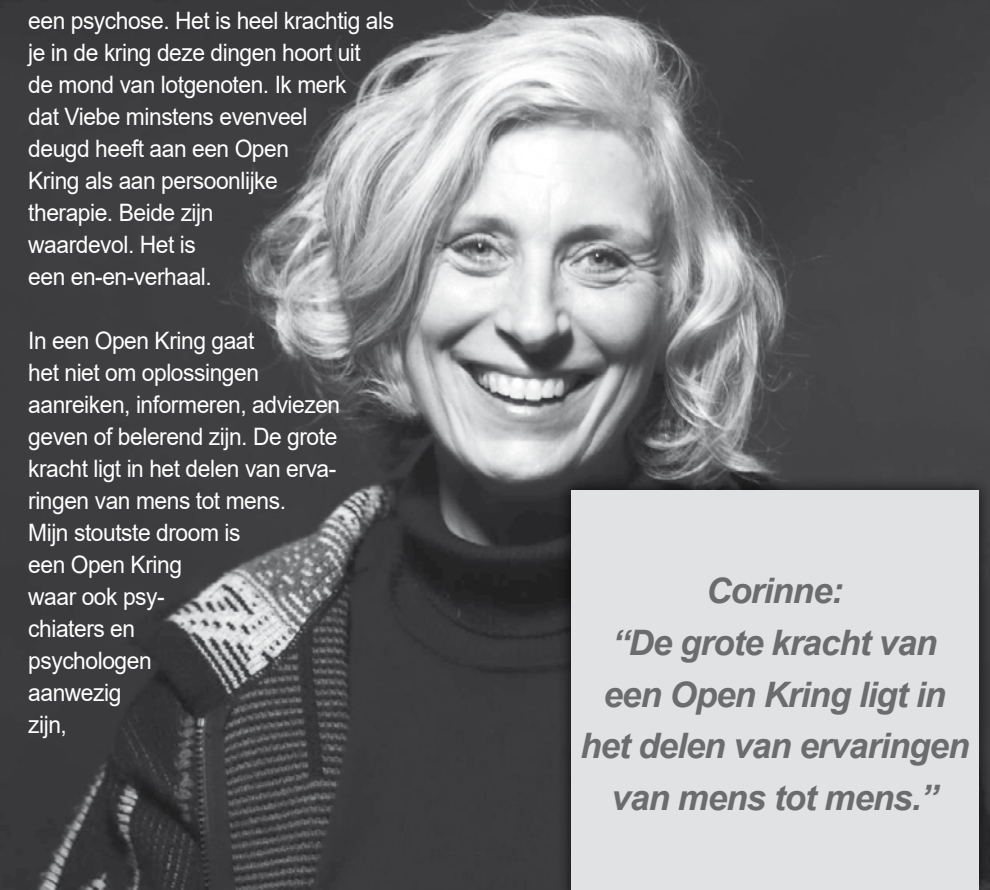 een psychose. Het is heel krachtig als
je in de kring deze dingen hoort uit
de mond van lotgenoten. Ik merk
dat Viebe minstens evenveel
deugd heeft aan een Open
Kring als aan persoonlijke
therapie. Beide zijn
waardevol. Het is
een en-en-verhaal.
In een Open Kring gaat
het niet om oplossingen
aanreiken, informeren, adviezen
geven of belerend zijn. De grote
kracht ligt in het delen van erva-
ringen van mens tot mens.
Mijn stoutste droom is
een Open Kring
waar ook psy-
chiaters en
psychologen
aanwezig
zijn,
Corinne:
“De grote kracht van
een Open Kring ligt in
het delen van ervaringen
van mens tot mens.”